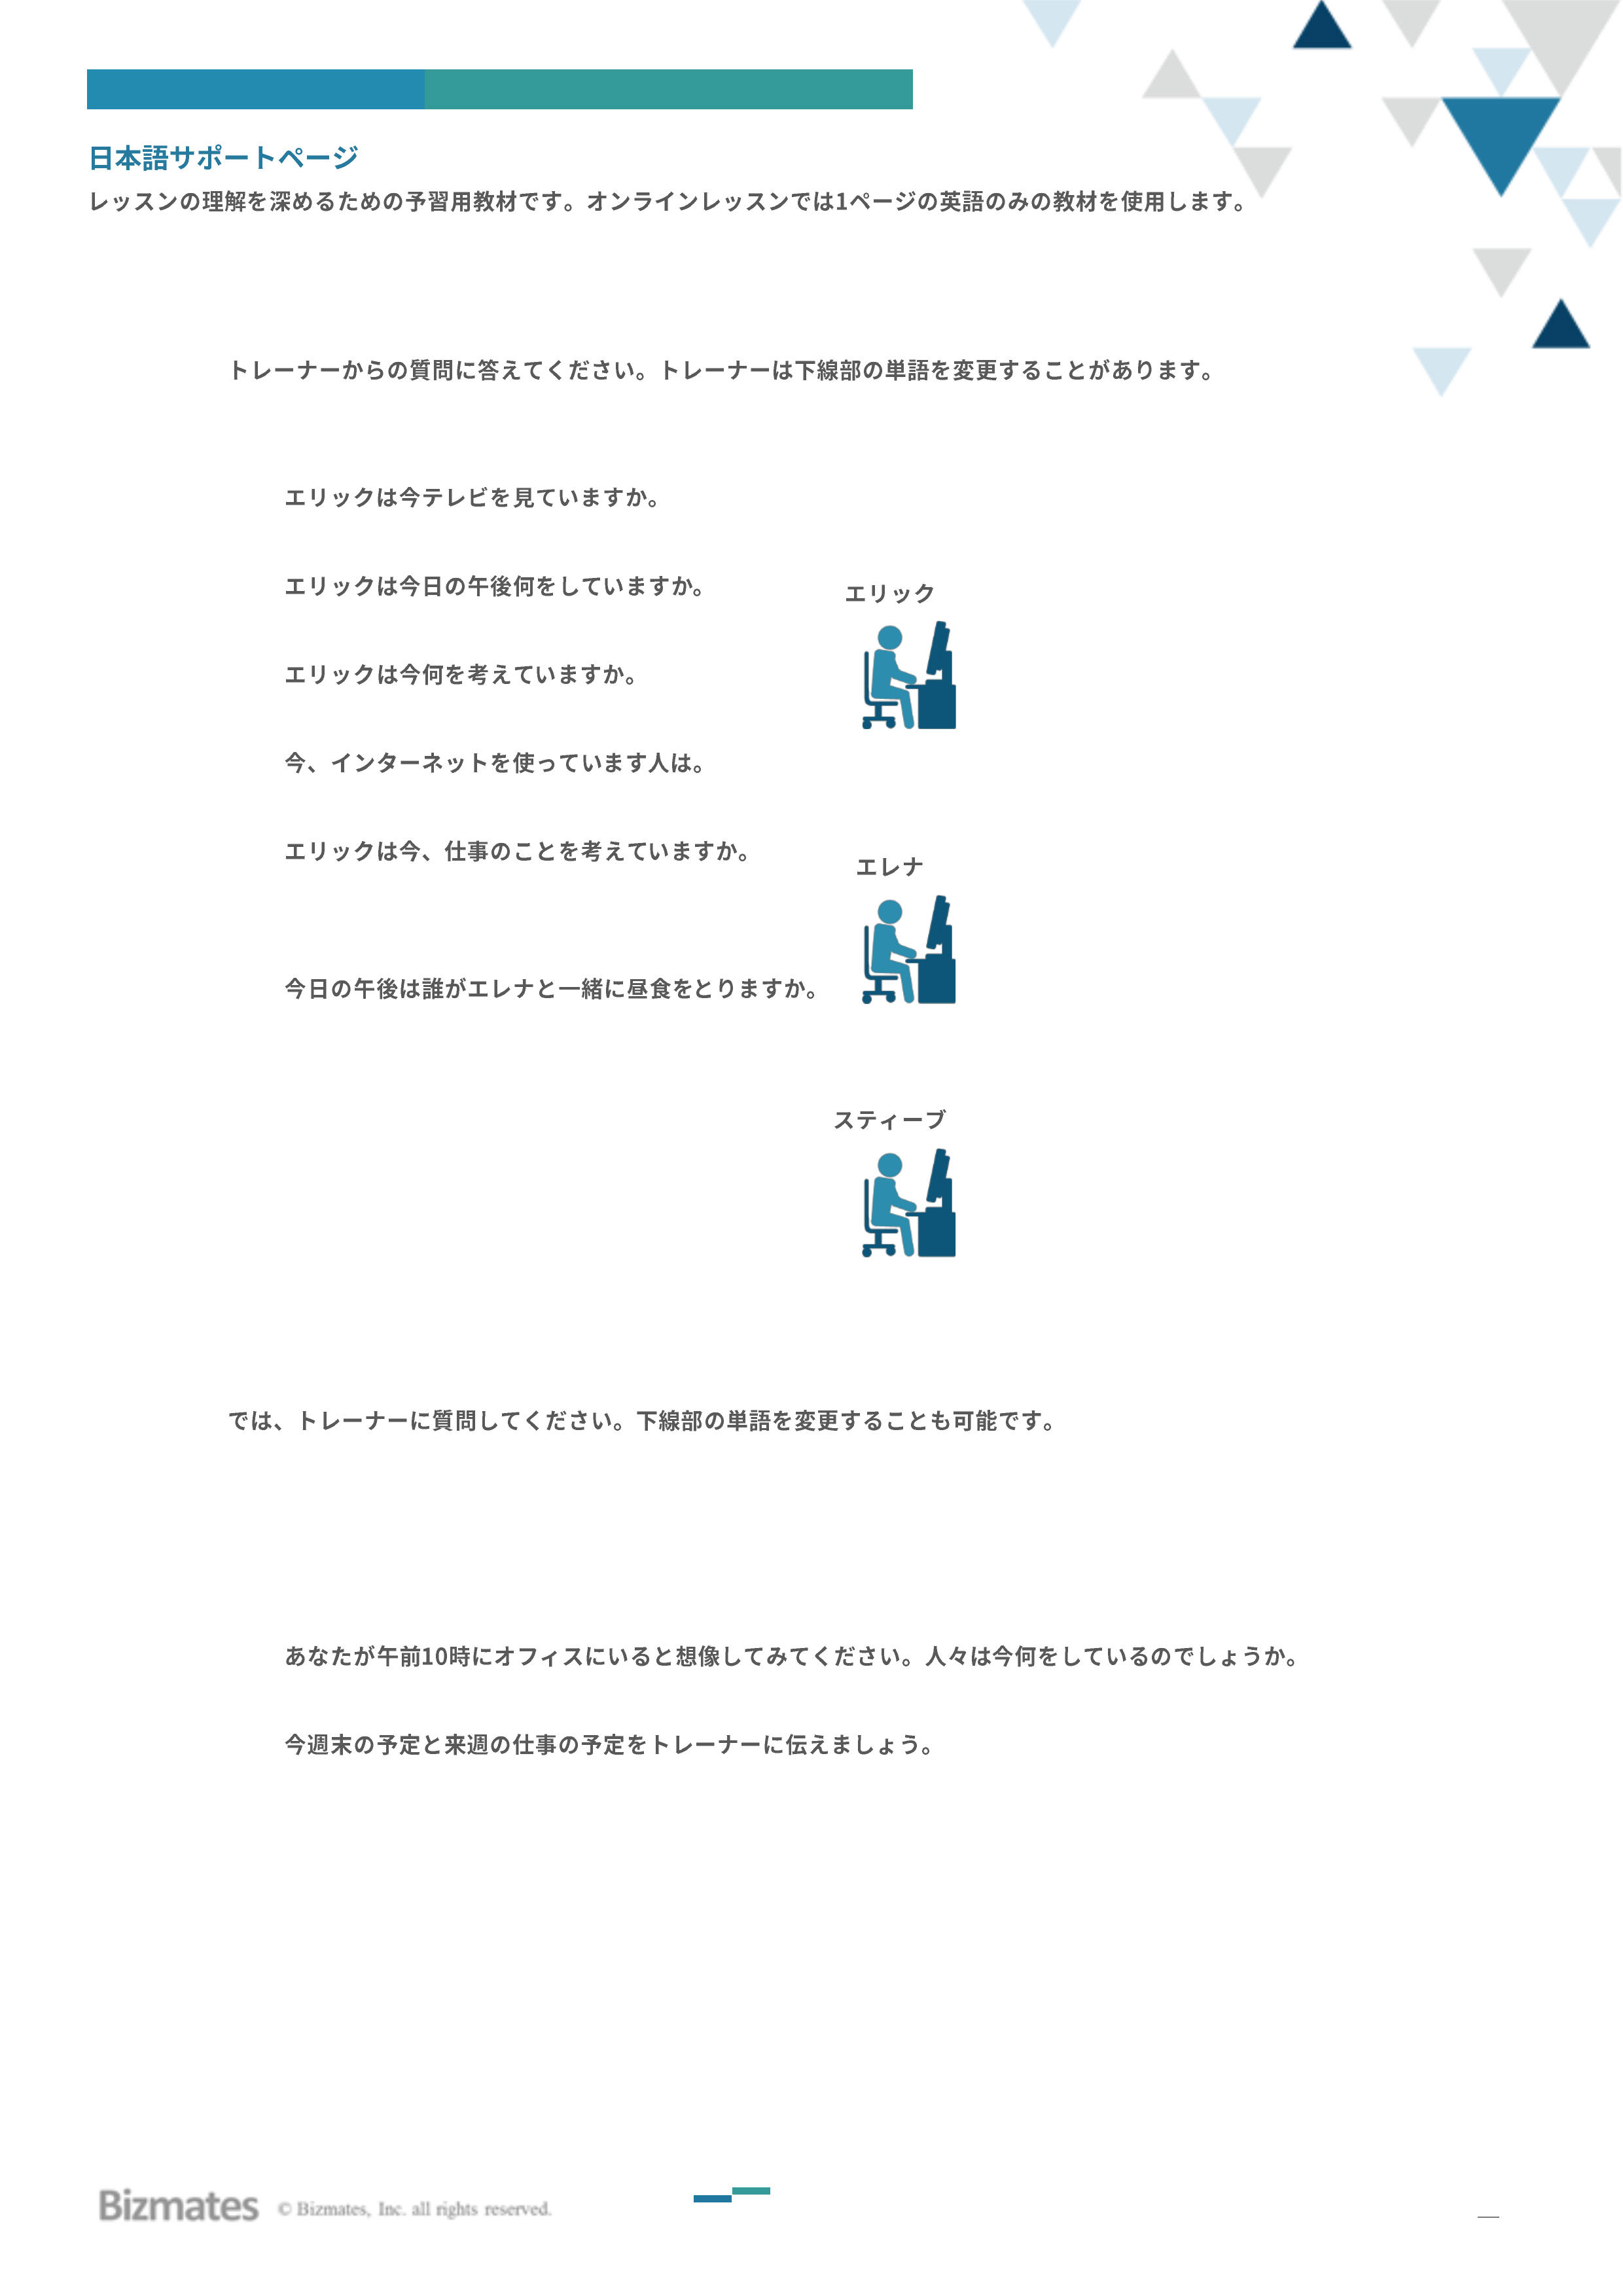 日本語サポートページ
レッスンの理解を深めるための予習用教材です。オンラインレッスンでは1ページの英語のみの教材を使用します。
トレーナーからの質問に答えてください。トレーナーは下線部の単語を変更することがあります。
エリックは今テレビを見ていますか。
エリックは今日の午後何をしていますか。
エリックは今何を考えていますか。
今、インターネットを使っています人は。
エリックは今、仕事のことを考えていますか。
今日の午後は誰がエレナと一緒に昼食をとりますか。
エリック
エレナ
スティーブ
では、トレーナーに質問してください。下線部の単語を変更することも可能です。
あなたが午前10時にオフィスにいると想像してみてください。人々は今何をしているのでしょうか。
今週末の予定と来週の仕事の予定をトレーナーに伝えましょう。
Bizmates © Bizmates, Inc. all rights reserved.